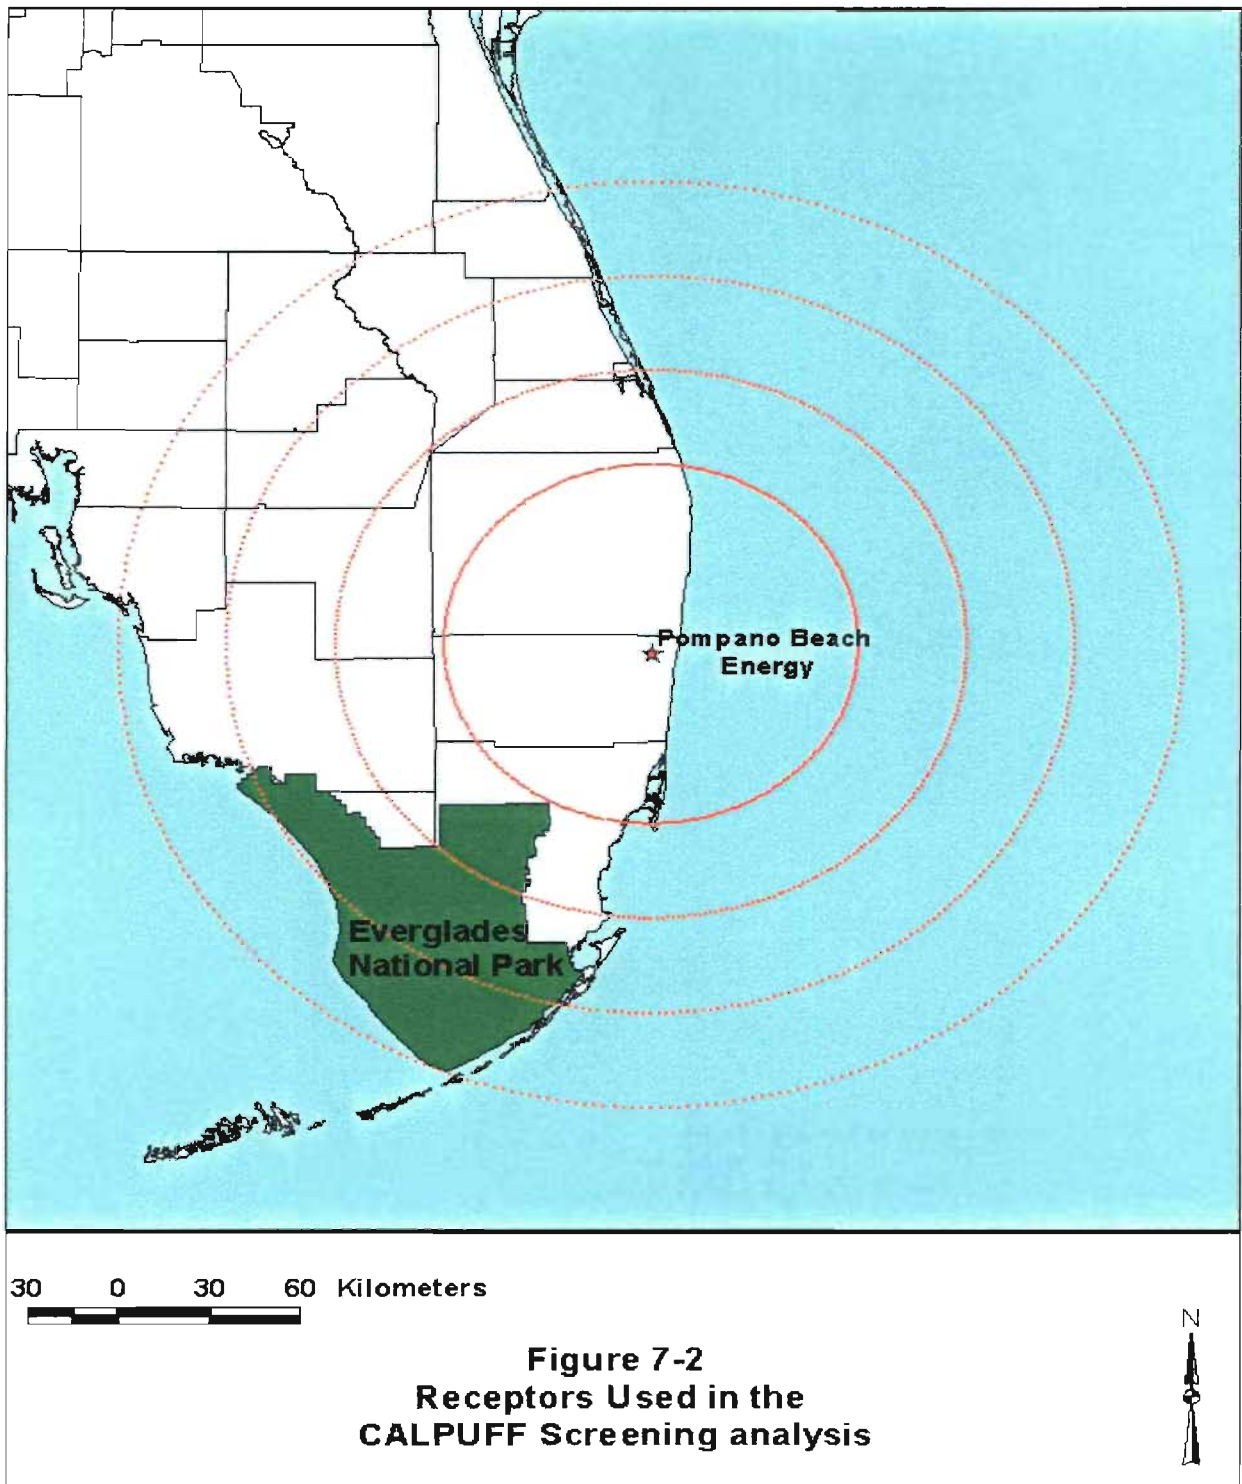 Pompano Beach
Energy
Everglades
National Park
30 0 30 60 Kilometers
N
Figure 7-2
Receptors Used in the
CALPUFF Screening analysis